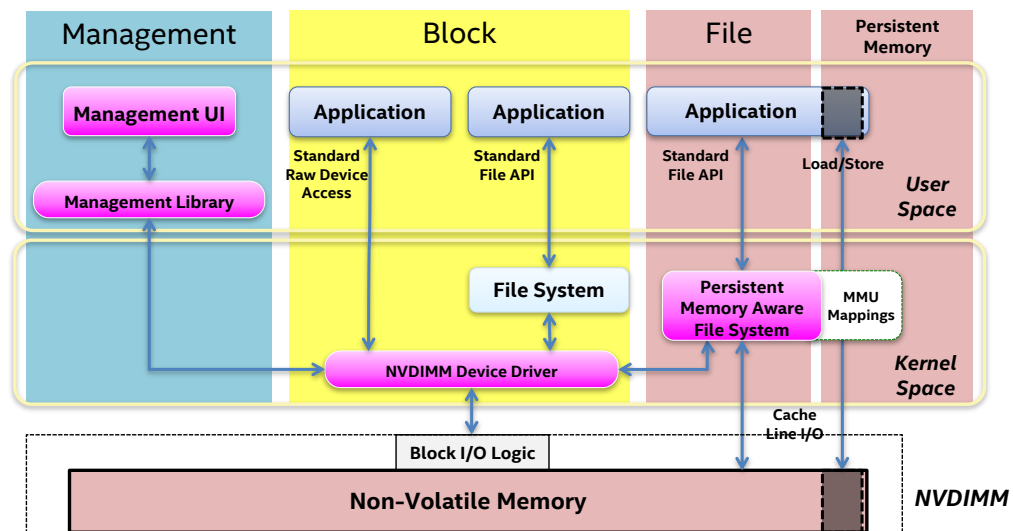 Management
Block
File
Persistent
Memory
Management UI
Application
Application
Application
Standard
Raw Device
Access
Standard
File API
Standard
File API
Load/Store
Management Library
User
Space
File System
Persistent
Memory Aware
File System
MMU
Mappings
NVDIMM Device Driver
Kernel
Space
Cache
Line I/O
Block I/O Logic
Non-Volatile Memory
NVDIMM